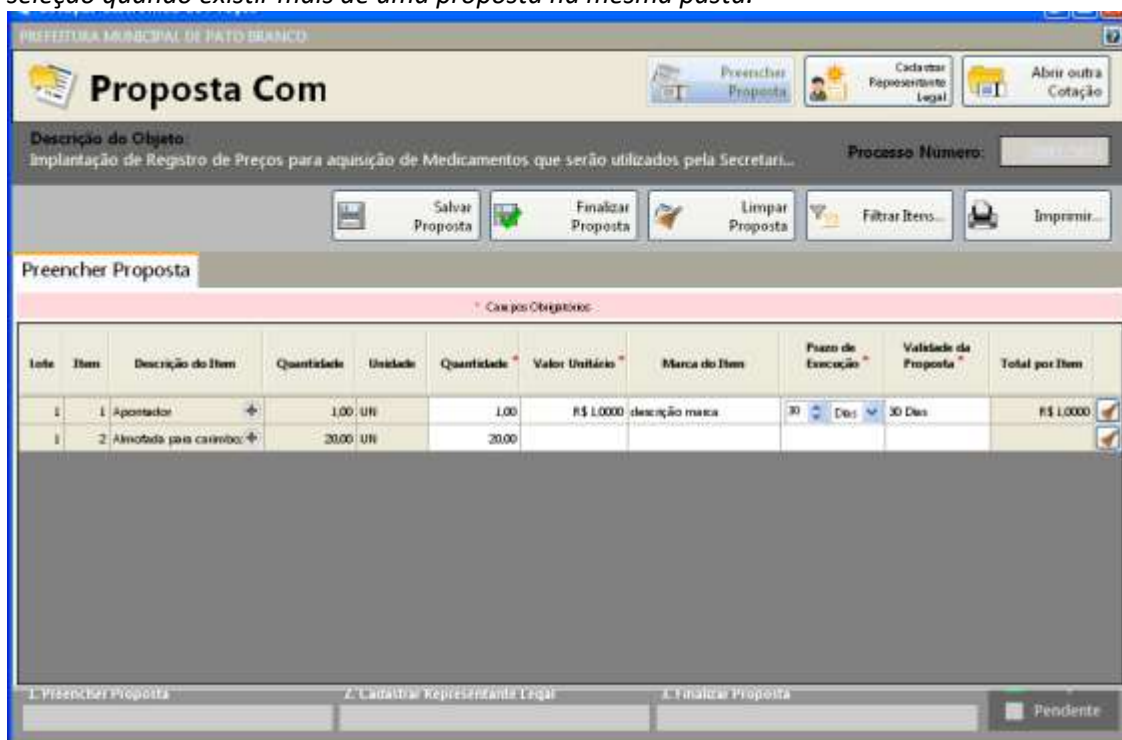 seleção quando existir mais de uma proposta na mesma pasta.
PREFEITURA MUNICIPAL DE PATO BRANCO
Proposta Com
Preencher Proposta
Cadastrar Representante Legal
Abrir outra Cotação
Descrição do Objeto:
Implantação de Registro de Preços para aquisição de Medicamentos que serão utilizados pela Secretari...
Processo Número:
Salvar Proposta
Finalizar Proposta
Limpar Proposta
Filtrar Itens...
Imprimir...
Preencher Proposta
* Campos Obrigatórios
Lote Item Descrição do Item Quantidade Unidade Quantidade * Valor Unitário * Marca do Item Prazo de Execução * Validade da Proposta * Total por Item
1 1 Apontador + 1,00 UN 1,00 R$ 1,0000 descrição marca 30 Dias 30 Dias R$ 1,0000
1 2 Almofada para carimbo: + 20,00 UN 20,00
1. Preencher Proposta 2. Cadastrar Representante Legal 3. Finalizar Proposta
Pendente